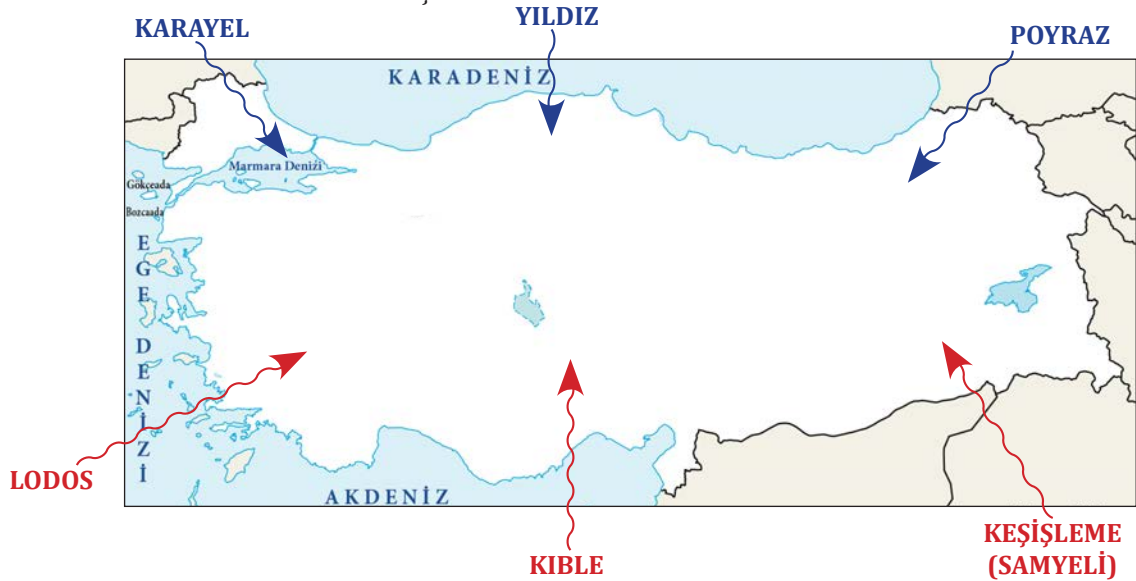 YILDIZ
KARAYEL
POYRAZ
KARADENİZ
Marmara Denizi
Gökçeada
Bozcaada
EGE DENİZİ
LODOS
AKDENİZ
KIBLE
KEŞİŞLEME
(SAMYELİ)